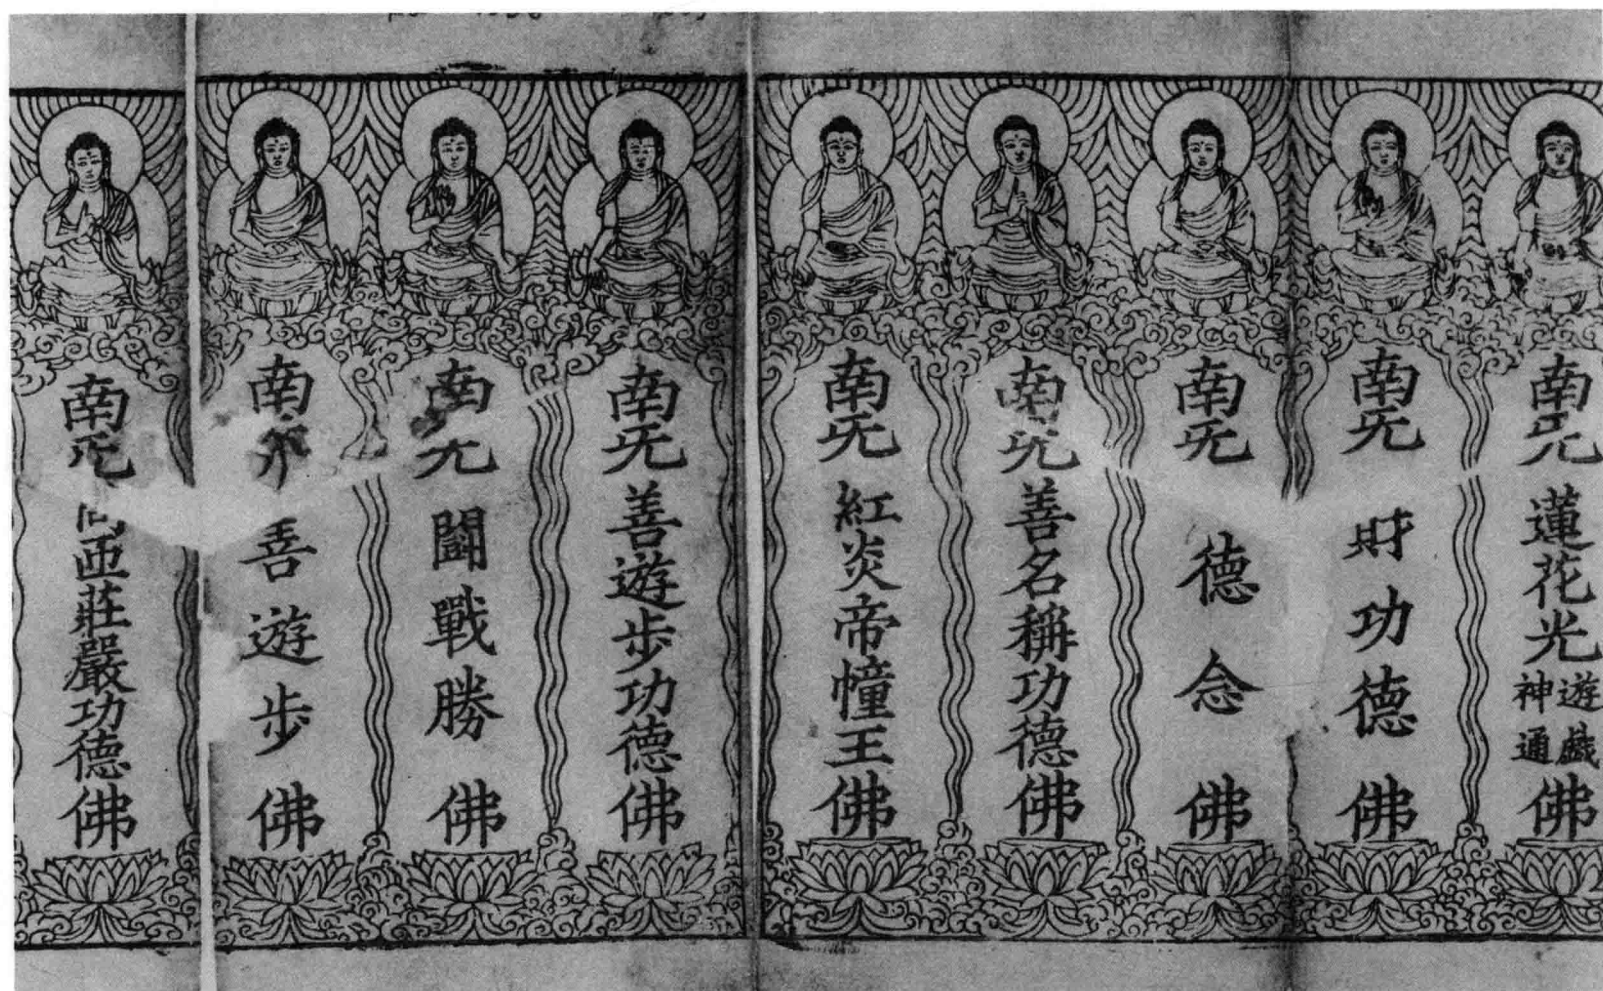 南无蓮花光遊戲神通佛
南无財功德佛
南无德念佛
南无善名稱功德佛
南无紅炎帝幢王佛
南无善遊步功德佛
南无闘戰勝佛
南无善遊步佛
南无周匝莊嚴功德佛